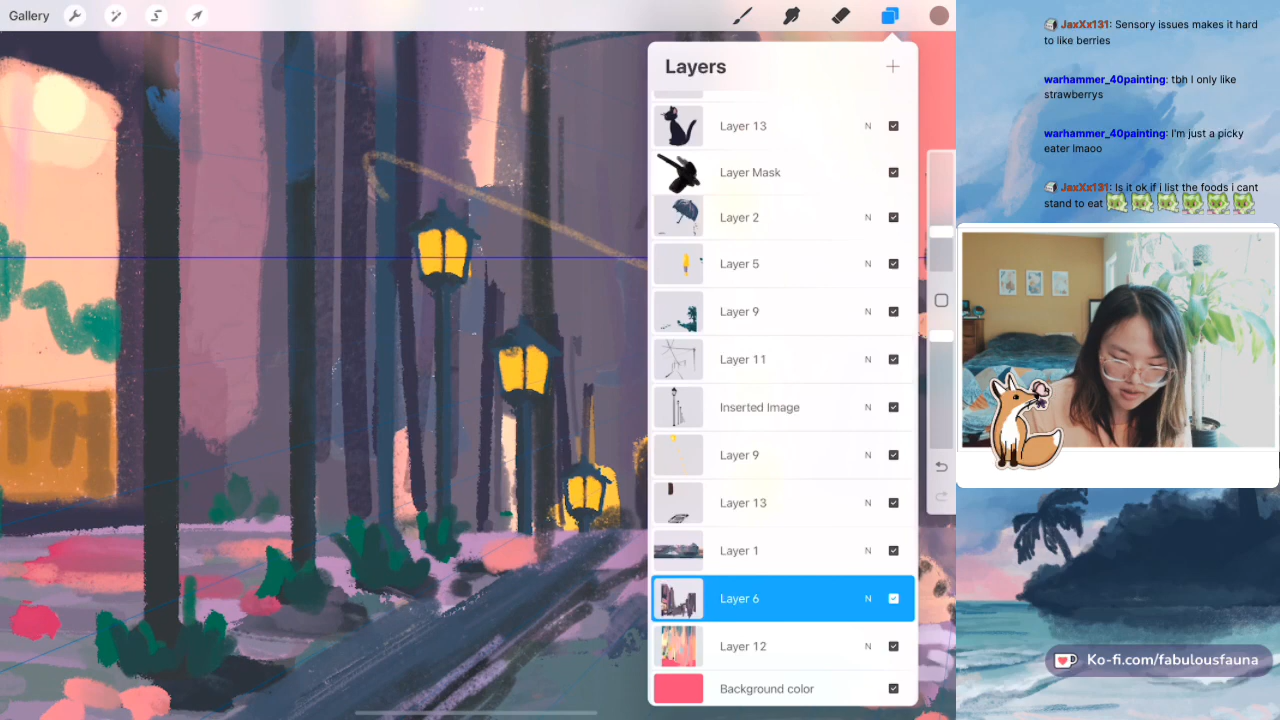 Gallery
Layers
Layer 13 N
Layer Mask
Layer 2 N
Layer 5 N
Layer 9 N
Layer 11 N
Inserted Image N
Layer 9 N
Layer 13 N
Layer 1 N
Layer 6 N
Layer 12 N
Background color
JaxXx131: Sensory issues makes it hard
to like berries
warhammer_40painting: tbh I only like
strawberrys
warhammer_40painting: I'm just a picky
eater lmaoo
JaxXx131: Is it ok if i list the foods i cant
stand to eat
Ko-fi.com/fabulousfauna